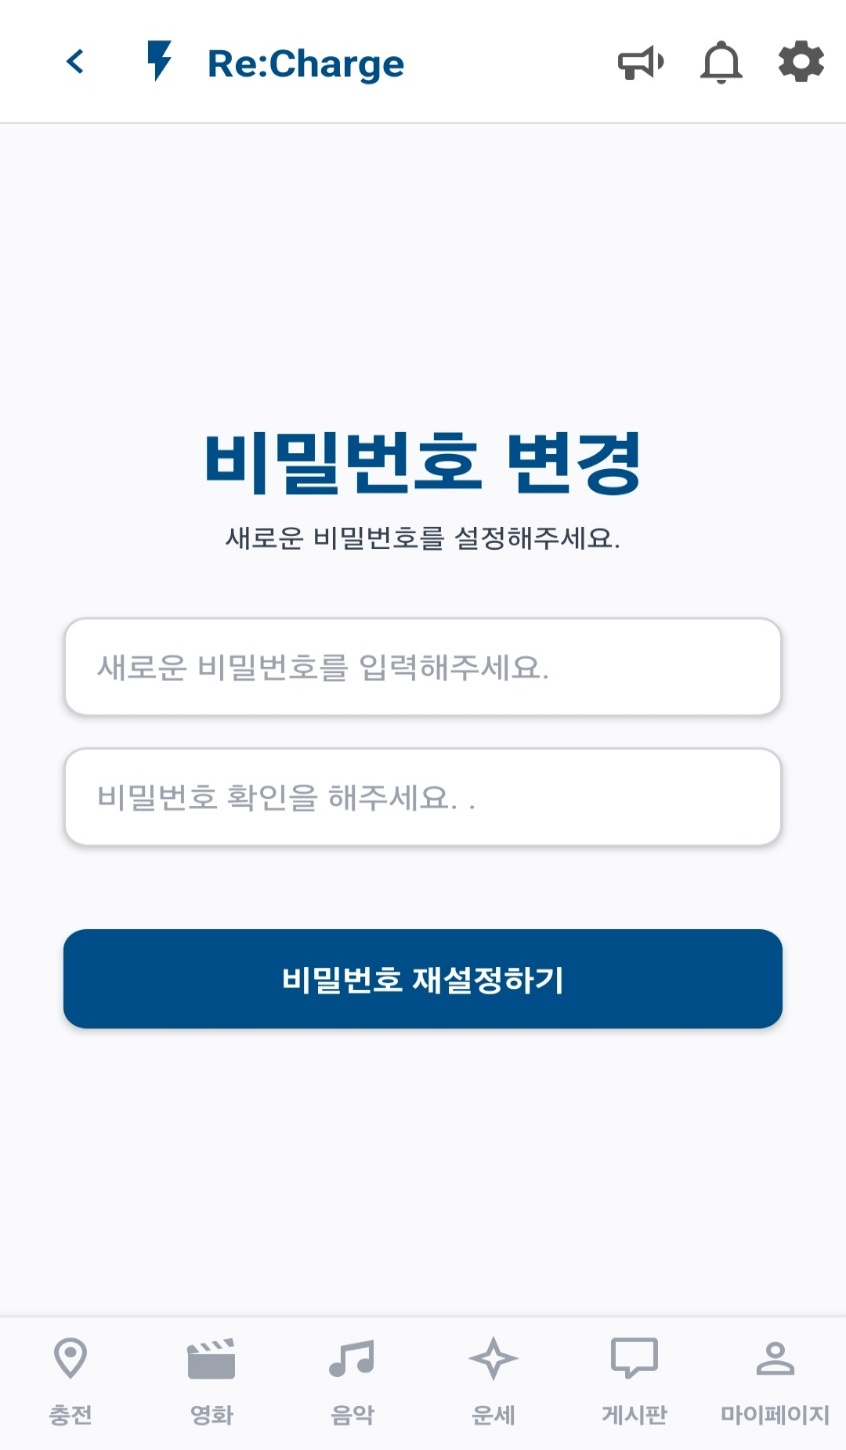 Re:Charge
비밀번호 변경
새로운 비밀번호를 설정해주세요.
새로운 비밀번호를 입력해주세요.
비밀번호 확인을 해주세요. .
비밀번호 재설정하기
충전 영화 음악 운세 게시판 마이페이지